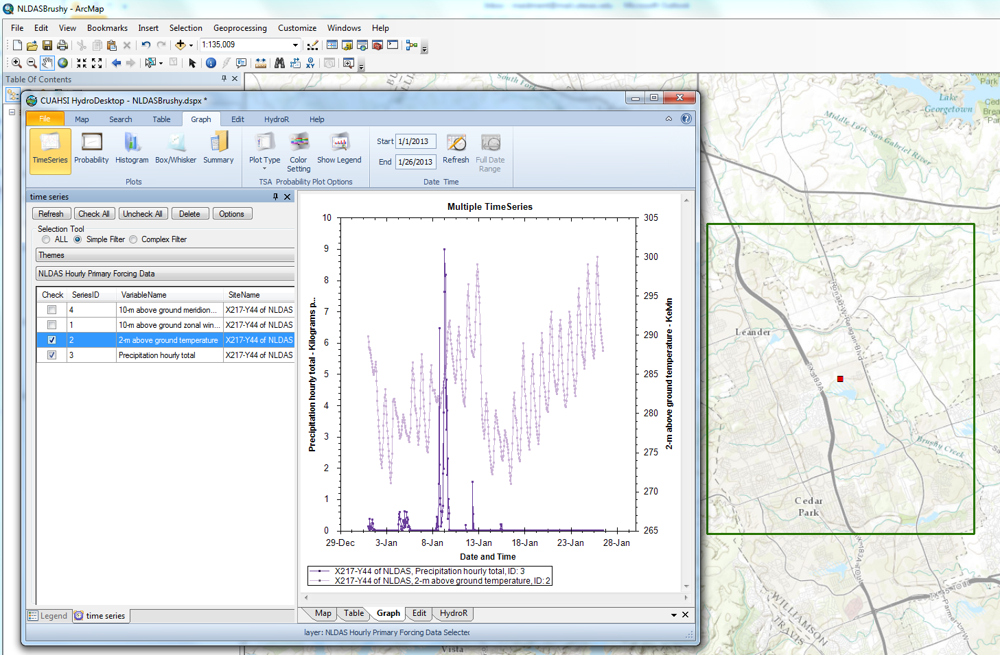 NLDASBrushy - ArcMap
File Edit View Bookmarks Insert Selection Geoprocessing Customize Windows Help
1:135,009
Table Of Contents
CUAHSI HydroDesktop - NLDASBrushy.dspx *
File Map Search Table Graph Edit HydroR Help
TimeSeries Probability Histogram Box/Whisker Summary
Plots
Plot Type Color Setting Show Legend
TSA Probability Plot Options
Start 1/1/2013
End 1/26/2013
Refresh Full Date Range
Date Time
time series
Refresh Check All Uncheck All Delete Options
Selection Tool
ALL Simple Filter Complex Filter
Themes
NLDAS Hourly Primary Forcing Data
Check SeriesID VariableName SiteName
4 10-m above ground meridion... X217-Y44 of NLDAS
1 10-m above ground zonal win... X217-Y44 of NLDAS
2 2-m above ground temperature X217-Y44 of NLDAS
3 Precipitation hourly total X217-Y44 of NLDAS
Legend time series
Multiple TimeSeries
10
9
8
7
6
5
4
3
2
1
0
Precipitation hourly total - Kilograms p...
305
300
295
290
285
280
275
270
265
2-m above ground temperature - Kelvin
29-Dec 3-Jan 8-Jan 13-Jan 18-Jan 23-Jan 28-Jan
Date and Time
X217-Y44 of NLDAS, Precipitation hourly total, ID: 3
X217-Y44 of NLDAS, 2-m above ground temperature, ID: 2
Map Table Graph Edit HydroR
layer: NLDAS Hourly Primary Forcing Data Selected
South Fork
Lake
Georgetown
Park
Middle Fork San Gabriel River
Leander
Ronald W Reagan Blvd
TX-183A
Brushy Creek
Cedar
Park
TX-183A TOLL
TX 45 TOLL
Parmer Ln
WILLIAMSON
TRAVIS
Vista